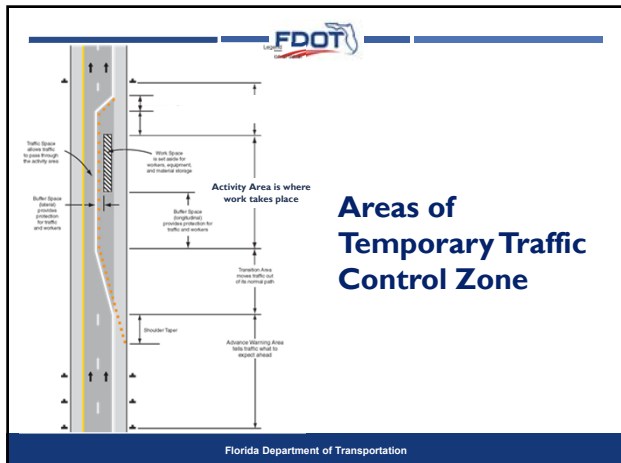 FDOT
Legend
Traffic Space
allows traffic
to pass through
the activity area
Work Space
is set aside for
workers, equipment,
and material storage
Buffer Space
(lateral)
provides
protection
for traffic
and workers
Activity Area is where
work takes place
Buffer Space
(longitudinal)
provides protection for
traffic and workers
Transition Area
moves traffic out
of its normal path
Shoulder Taper
Advance Warning Area
tells traffic what to
expect ahead
Areas of
Temporary Traffic
Control Zone
Florida Department of Transportation